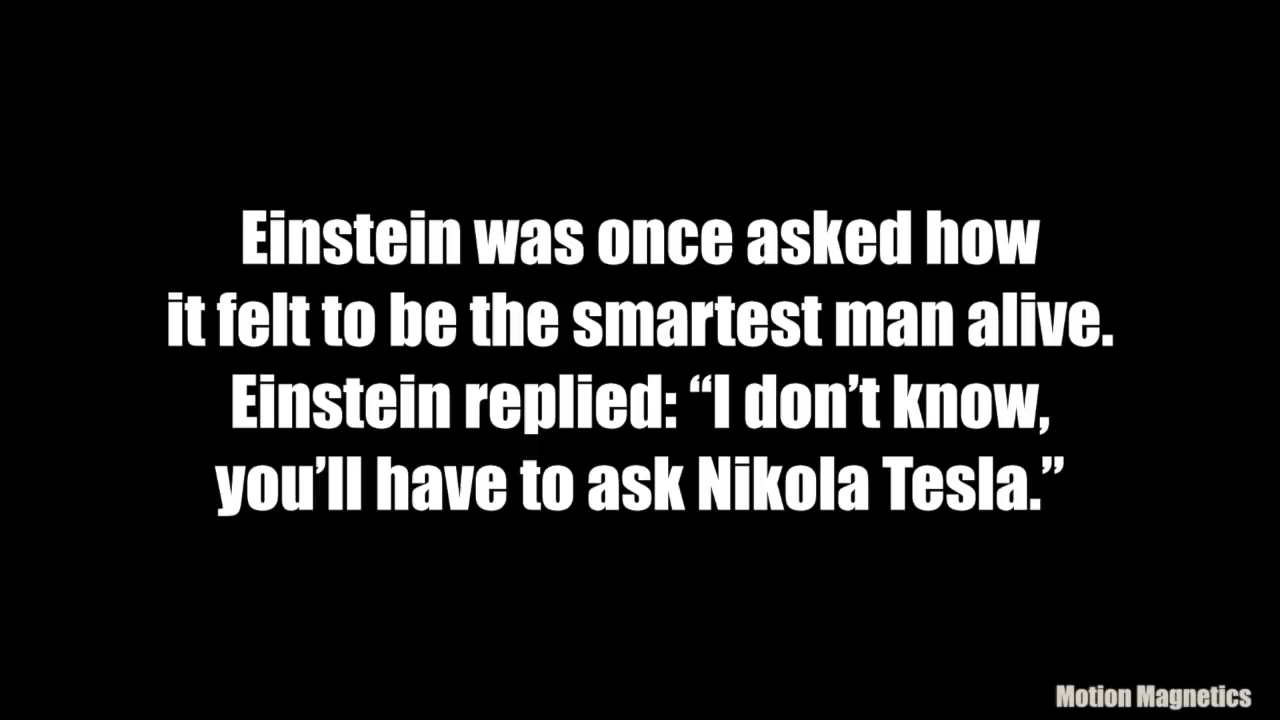 Einstein was once asked how
it felt to be the smartest man alive.
Einstein replied: “I don’t know,
you’ll have to ask Nikola Tesla.”
Motion Magnetics